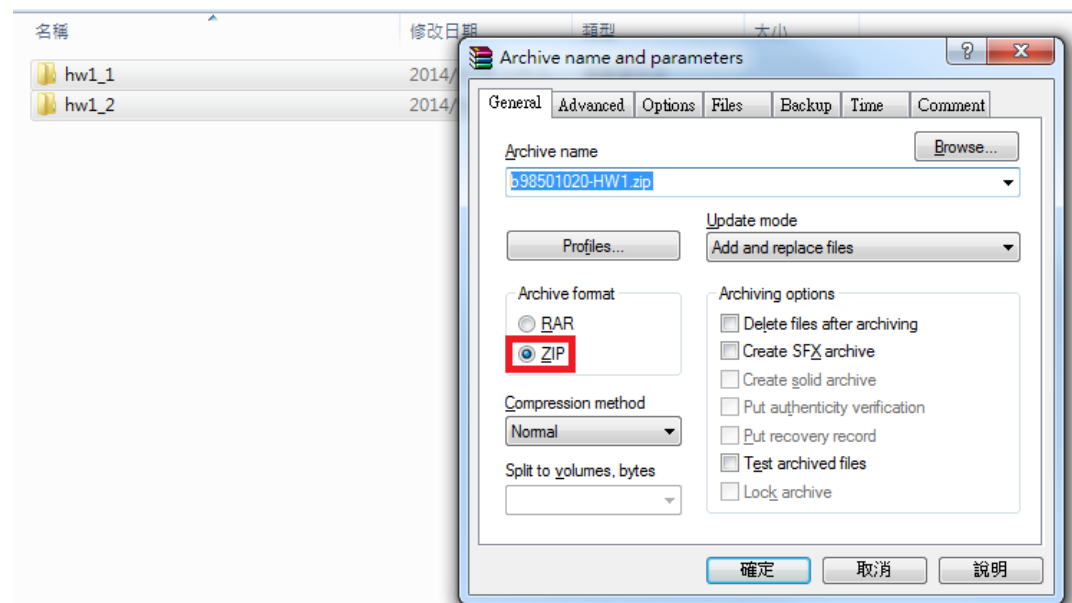 名稱 修改日期 類型 大小
hw1_1 2014/
hw1_2 2014/
Archive name and parameters
General Advanced Options Files Backup Time Comment
Archive name
Browse...
b98501020-HW1.zip
Update mode
Profiles... Add and replace files
Archive format Archiving options
RAR Delete files after archiving
ZIP Create SFX archive
Create solid archive
Compression method Put authenticity verification
Normal Put recovery record
Split to volumes, bytes Test archived files
Lock archive
確定 取消 說明